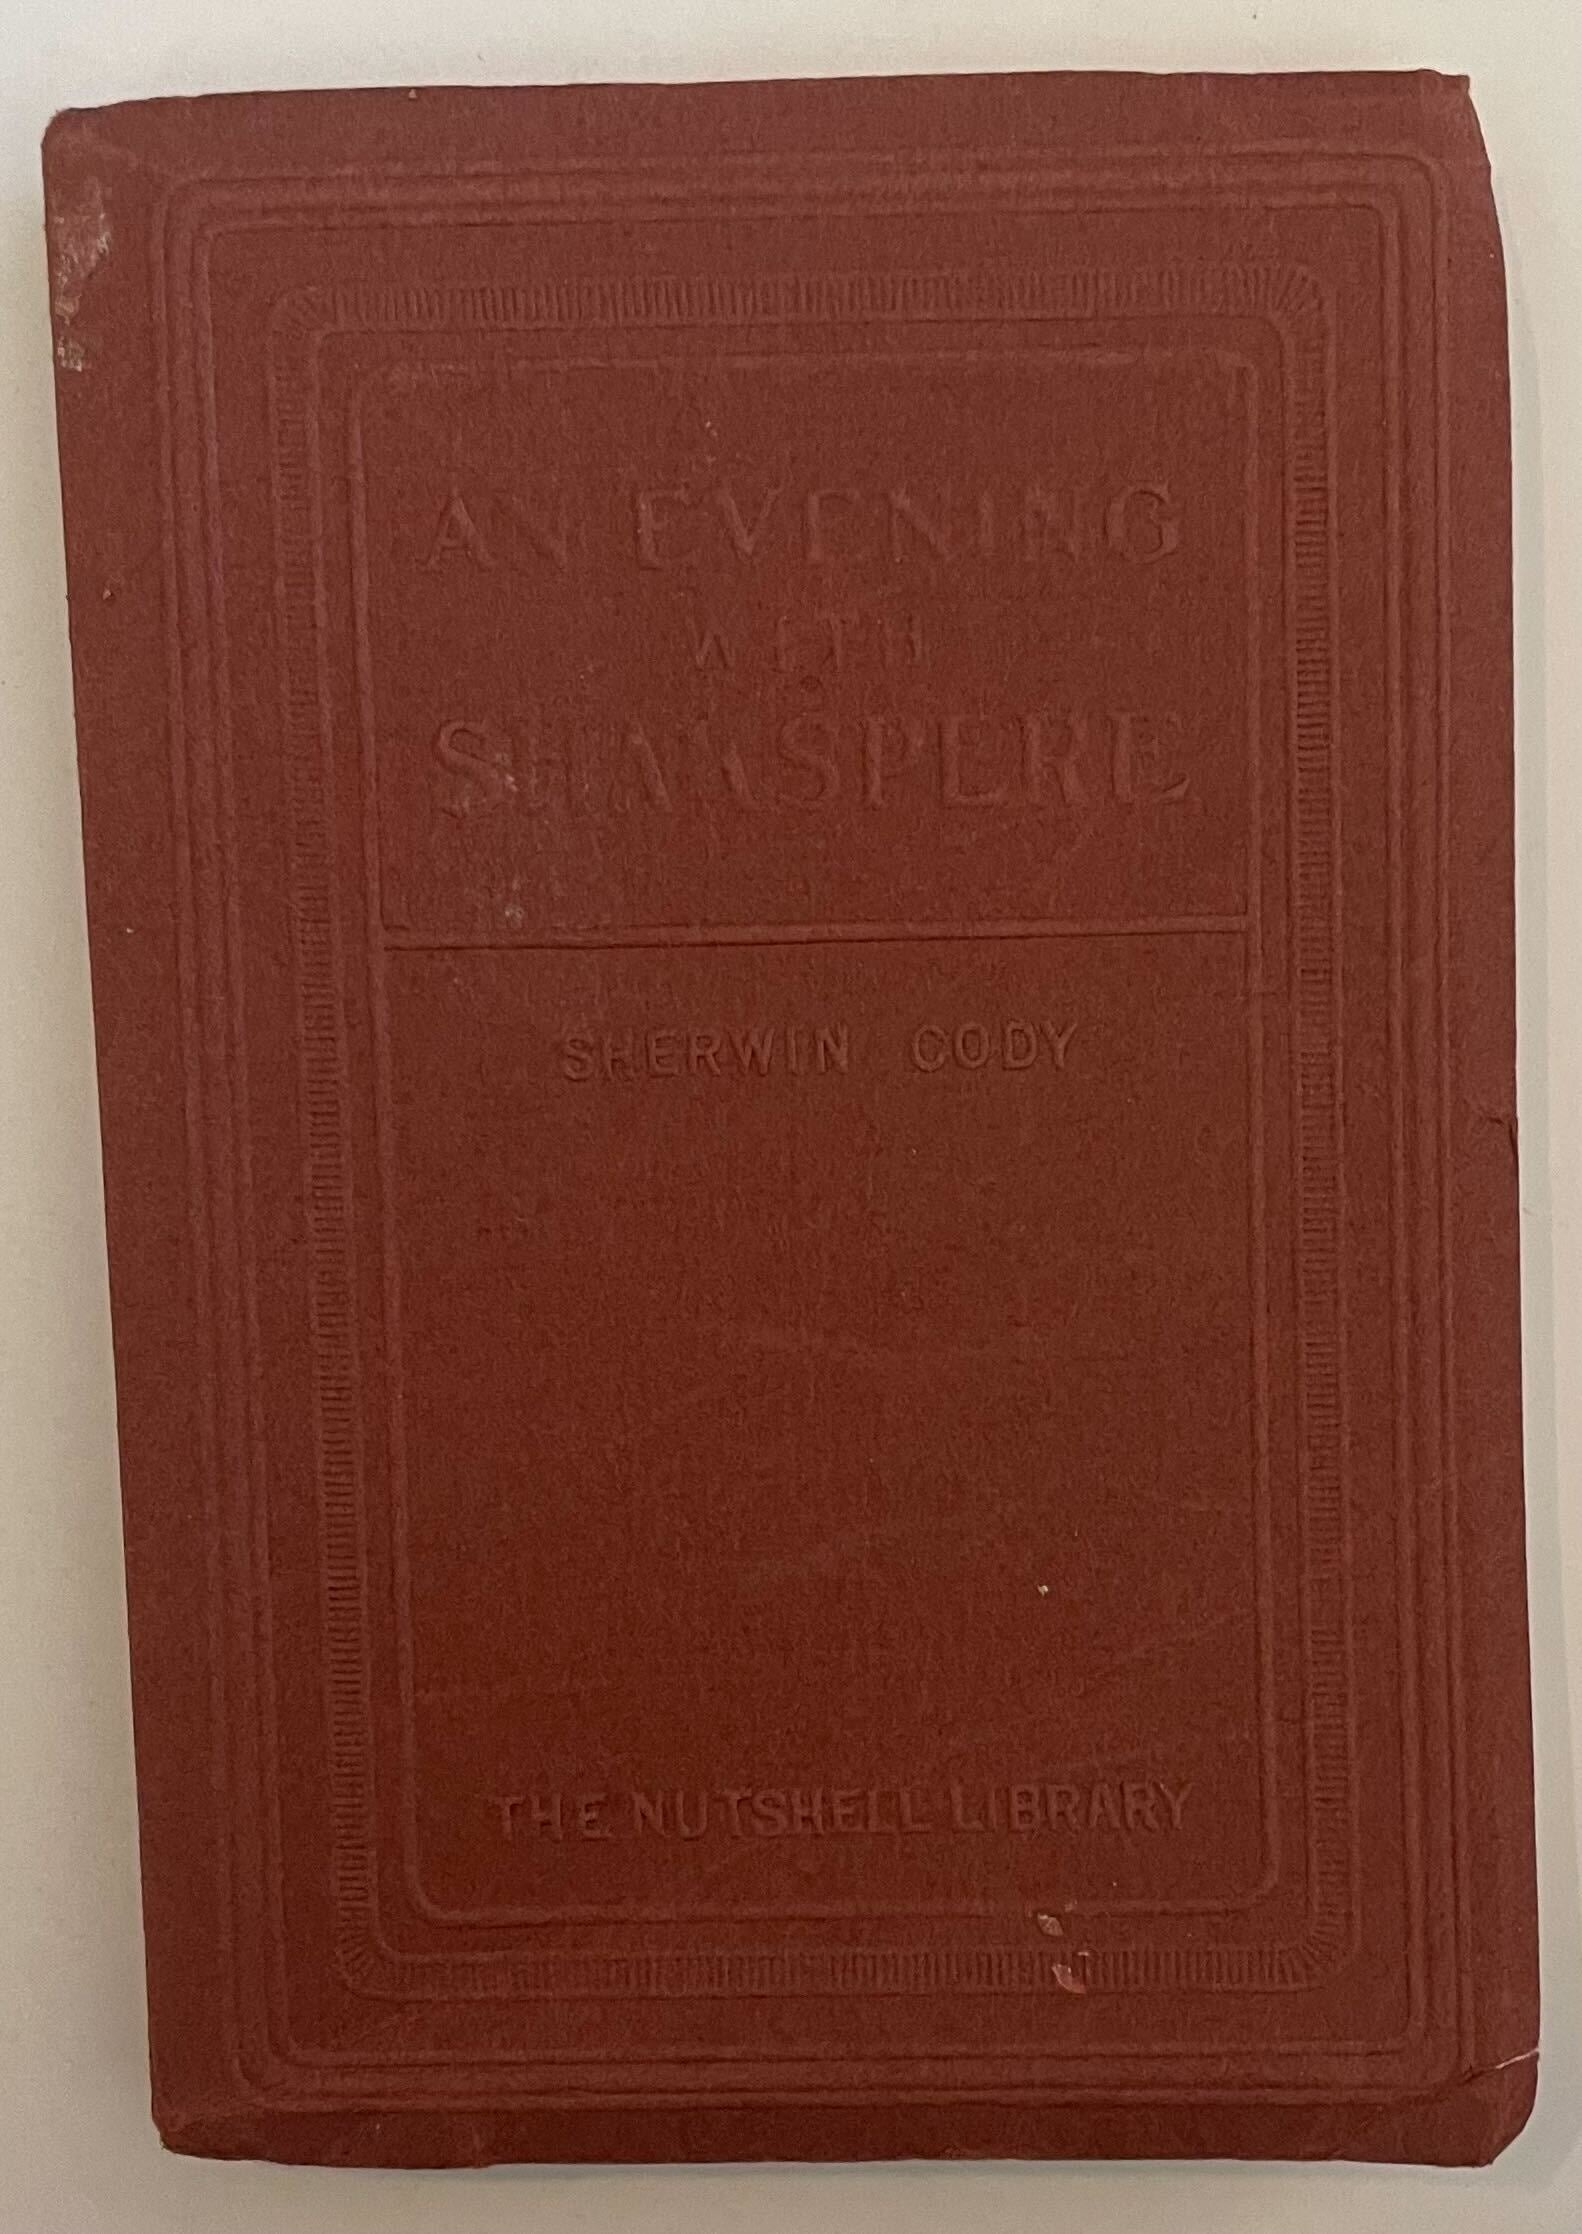 AN EVENING
WITH
SHAKSPERE
SHERWIN CODY
THE NUTSHELL LIBRARY